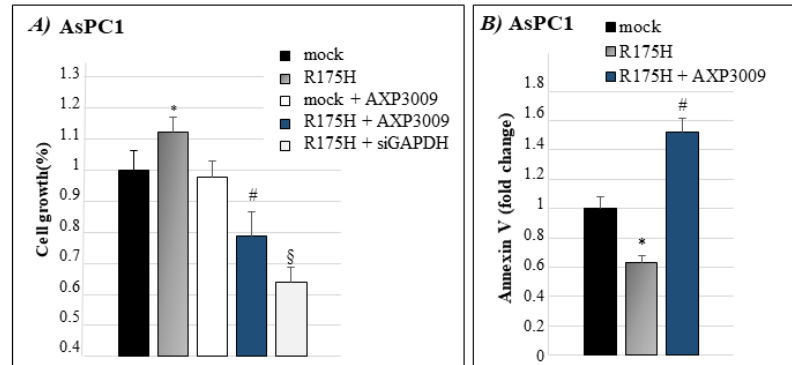 A) AsPC1
mock
R175H
mock + AXP3009
R175H + AXP3009
R175H + siGAPDH
Cell growth(%)
1.3
1.2
1.1
1
0.9
0.8
0.7
0.6
0.5
0.4
*
#
§
B) AsPC1
mock
R175H
R175H + AXP3009
Annexin V (fold change)
1.8
1.6
1.4
1.2
1
0.8
0.6
0.4
0.2
0
*
#